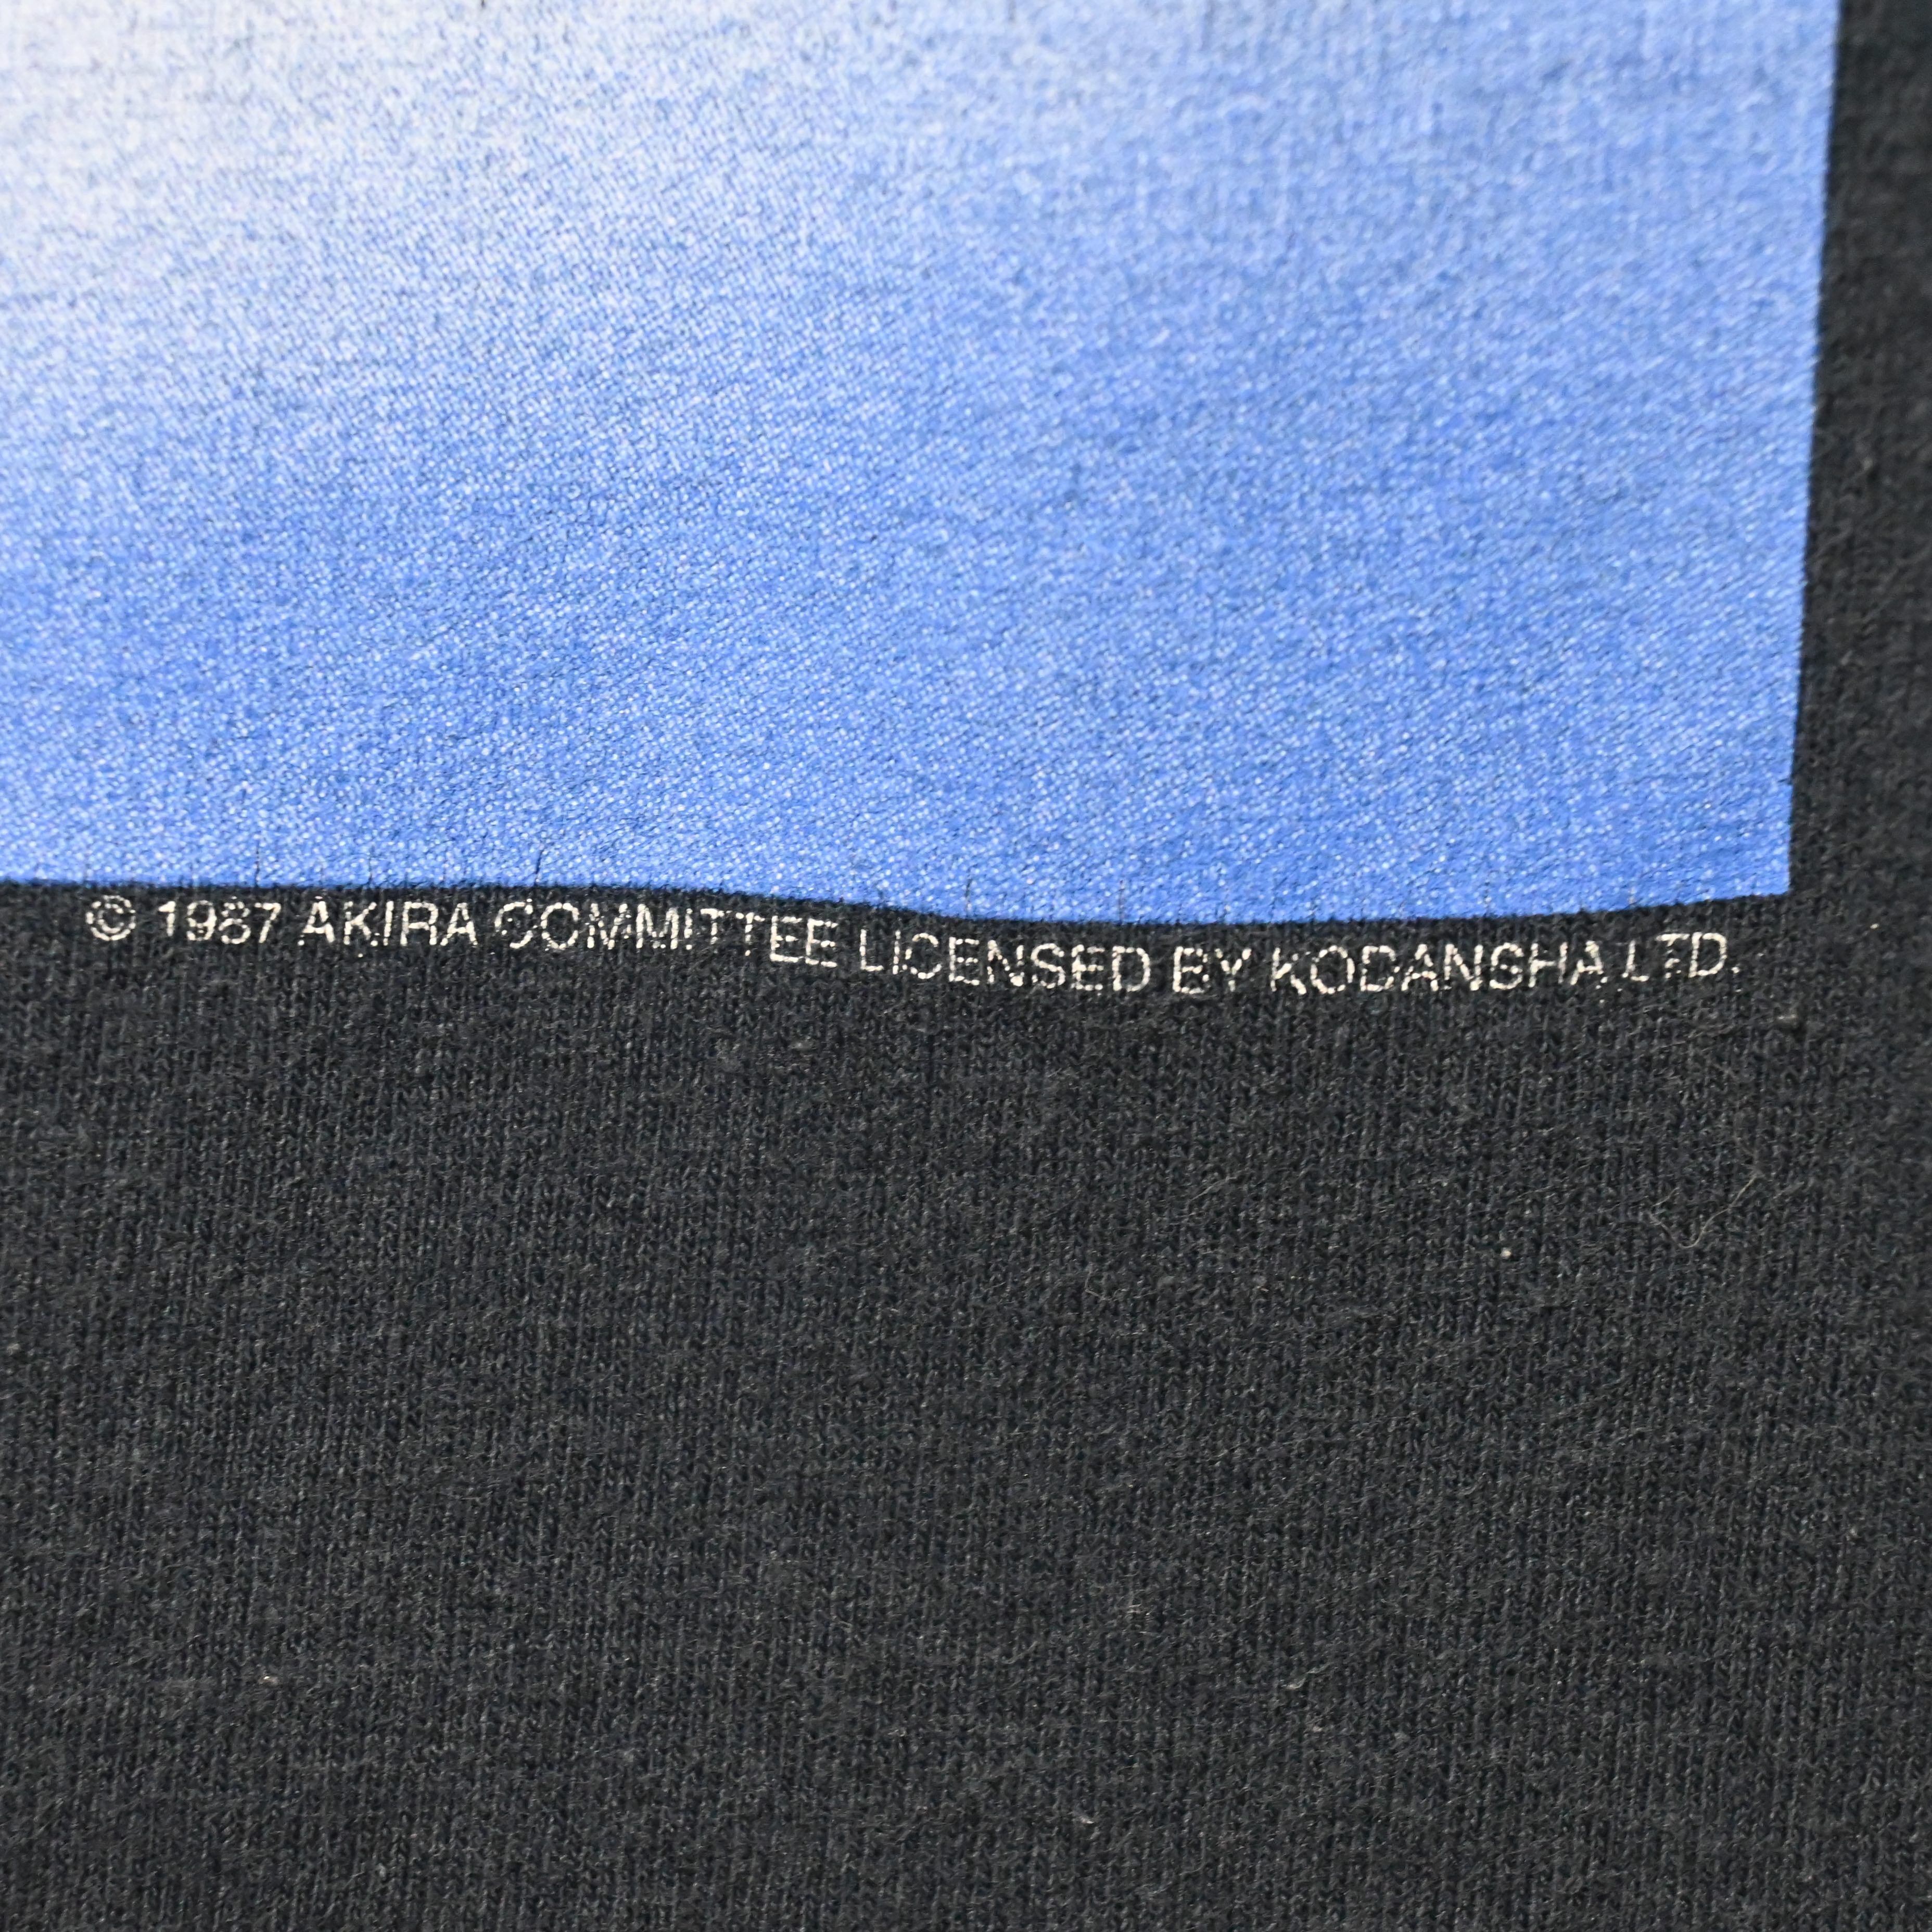 © 1987 AKIRA COMMITTEE LICENSED BY KODANSHA LTD.